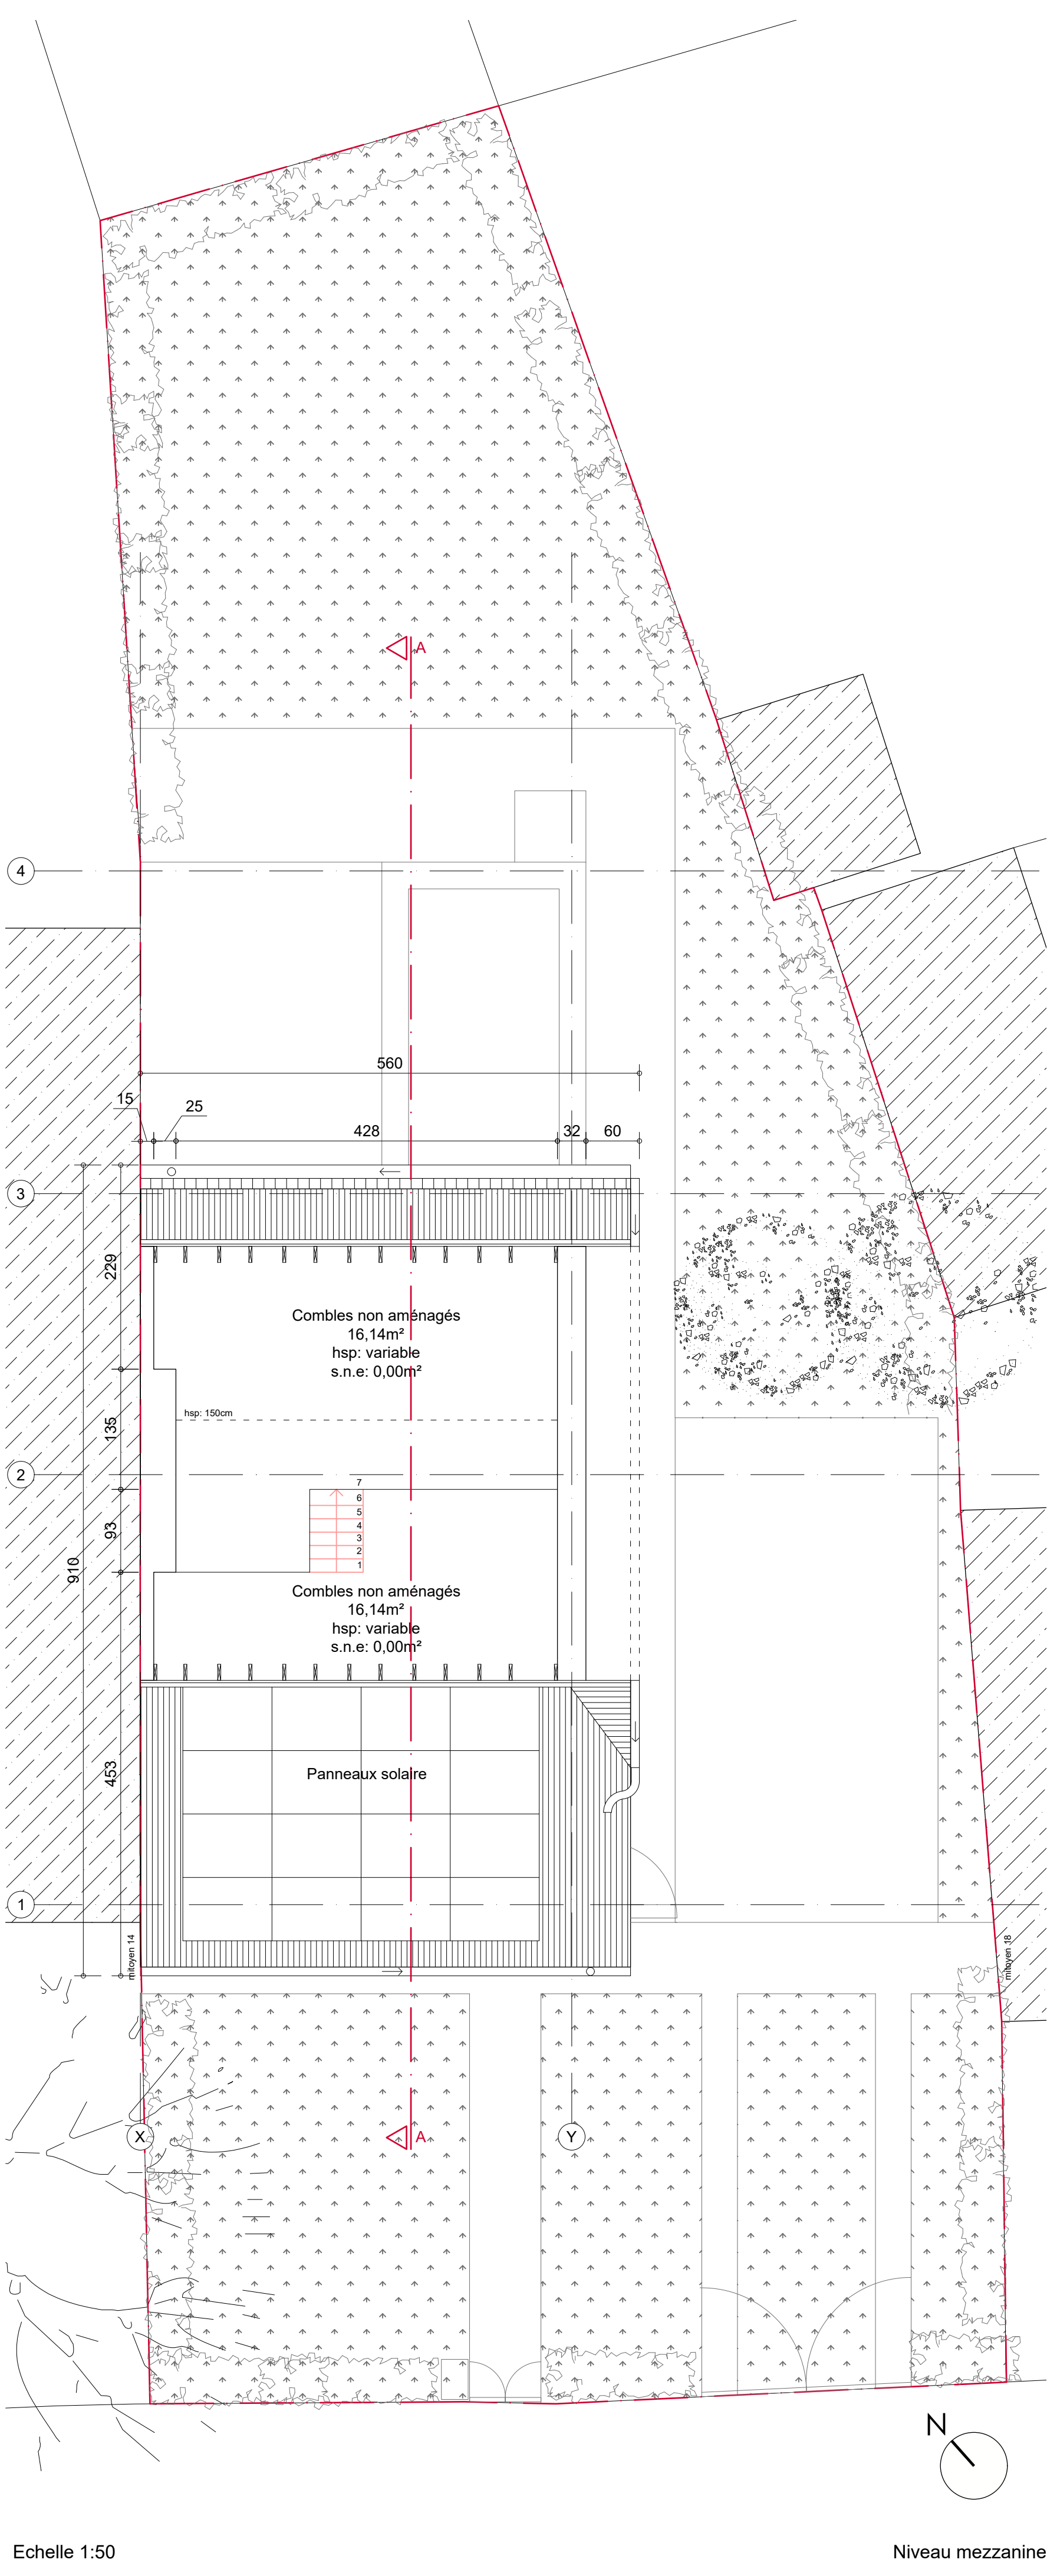 A
4
560
15
25
428
32
60
3
229
Combles non aménagés
16,14m²
hsp: variable
s.n.e: 0,00m²
hsp: 150cm
135
2
7
6
5
4
3
2
1
93
910
Combles non aménagés
16,14m²
hsp: variable
s.n.e: 0,00m²
453
Panneaux solaire
1
mitoyen 14
mitoyen 18
X
A
Y
N
Echelle 1:50
Niveau mezzanine